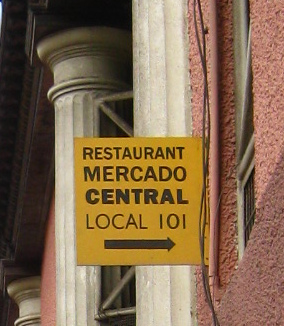 RESTAURANT
MERCADO
CENTRAL
LOCAL 101